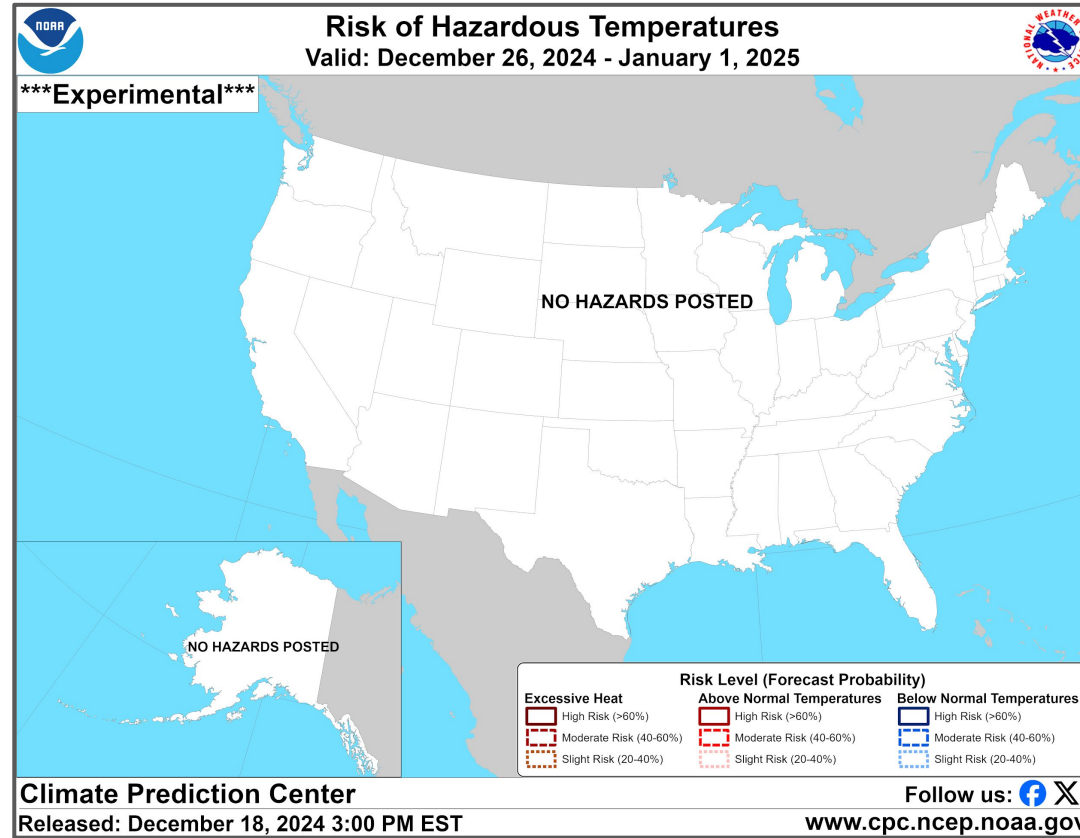 NOAA
Risk of Hazardous Temperatures
Valid: December 26, 2024 - January 1, 2025
NATIONAL WEATHER
***Experimental***
NO HAZARDS POSTED
NO HAZARDS POSTED
Risk Level (Forecast Probability)
Excessive Heat
High Risk (>60%)
Moderate Risk (40-60%)
Slight Risk (20-40%)
Above Normal Temperatures
High Risk (>60%)
Moderate Risk (40-60%)
Slight Risk (20-40%)
Below Normal Temperatures
High Risk (>60%)
Moderate Risk (40-60%)
Slight Risk (20-40%)
Climate Prediction Center
Follow us:
Released: December 18, 2024 3:00 PM EST
www.cpc.ncep.noaa.gov